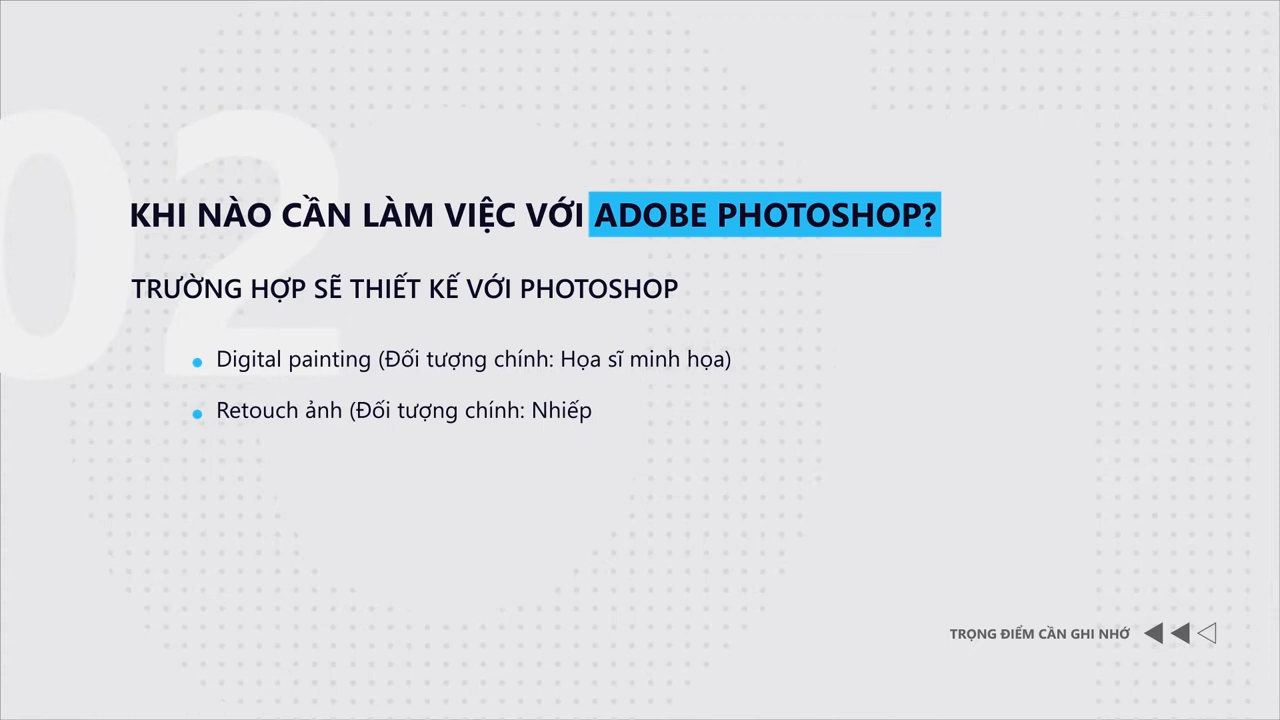 02
KHI NÀO CẦN LÀM VIỆC VỚI ADOBE PHOTOSHOP?
TRƯỜNG HỢP SẼ THIẾT KẾ VỚI PHOTOSHOP
Digital painting (Đối tượng chính: Họa sĩ minh họa)
Retouch ảnh (Đối tượng chính: Nhiếp
TRỌNG ĐIỂM CẦN GHI NHỚ